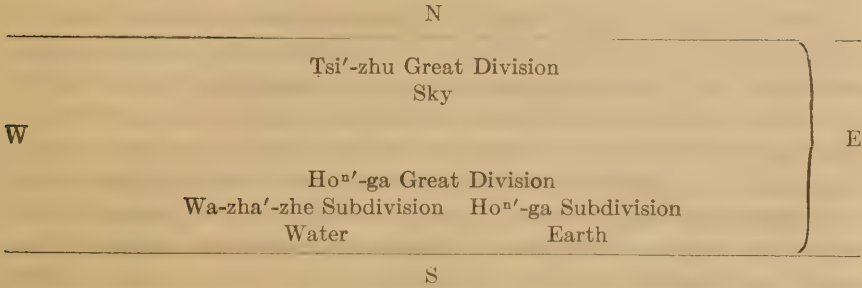 N
Ṭsi′-zhu Great Division
Sky
W
E
Hoⁿ′-ga Great Division
Wa-zha′-zhe Subdivision Hoⁿ′-ga Subdivision
Water Earth
S